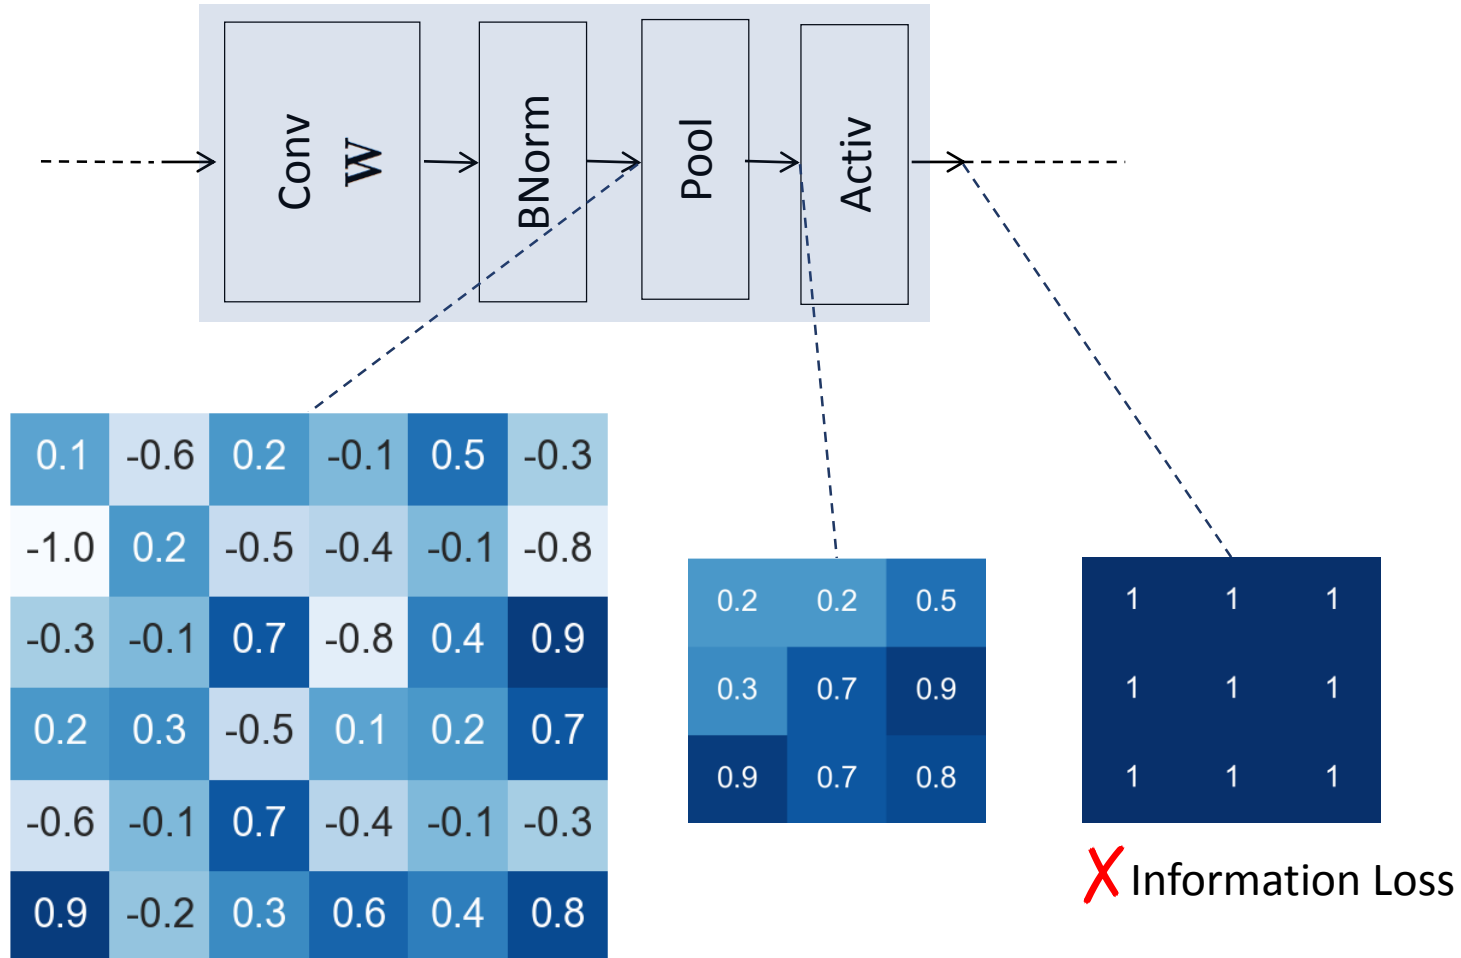 Conv
W
BNorm
Pool
Activ
0.1 -0.6 0.2 -0.1 0.5 -0.3
-1.0 0.2 -0.5 -0.4 -0.1 -0.8
-0.3 -0.1 0.7 -0.8 0.4 0.9
0.2 0.3 -0.5 0.1 0.2 0.7
-0.6 -0.1 0.7 -0.4 -0.1 -0.3
0.9 -0.2 0.3 0.6 0.4 0.8
0.2 0.2 0.5
0.3 0.7 0.9
0.9 0.7 0.8
1 1 1
1 1 1
1 1 1
✗ Information Loss